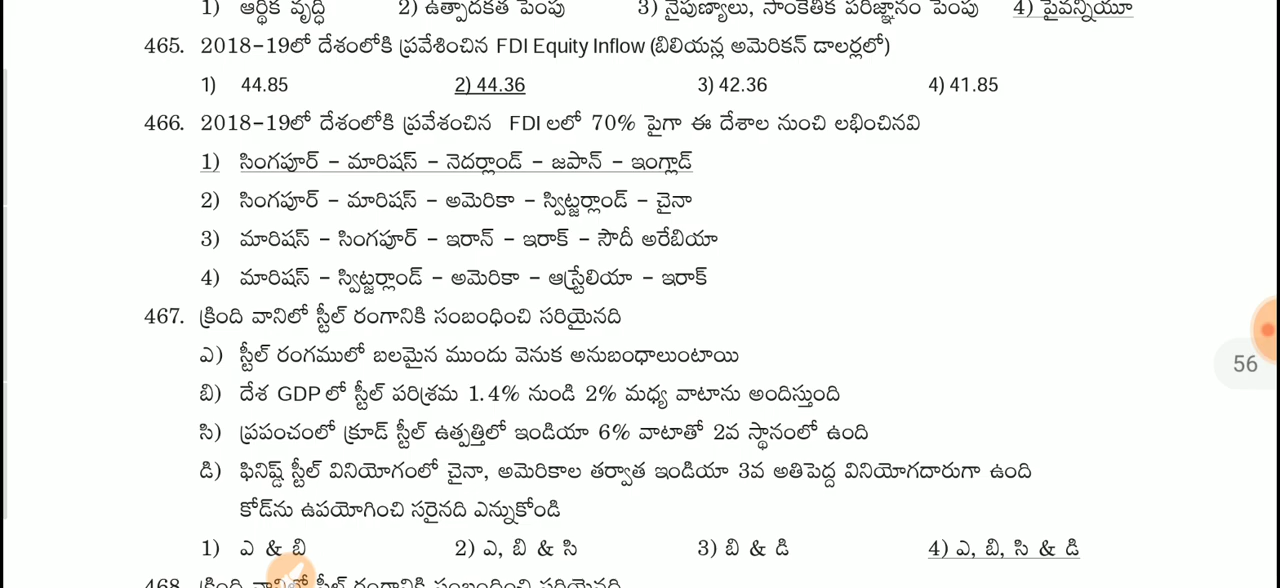 1) ఆర్థిక వృద్ధి 2) ఉత్పాదకత పెంపు 3) నైపుణ్యాలు, సాంకేతిక పరిజ్ఞానం పెంపు 4) పైవన్నియూ
465. 2018-19లో దేశంలోకి ప్రవేశించిన FDI Equity Inflow (బిలియన్ల అమెరికన్ డాలర్లలో)
1) 44.85 2) 44.36 3) 42.36 4) 41.85
466. 2018-19లో దేశంలోకి ప్రవేశంచిన FDI లలో 70% పైగా ఈ దేశాల నుంచి లభించినవి
1) సింగపూర్ - మారిషస్ - నెదర్లాండ్ - జపాన్ - ఇంగ్లాడ్
2) సింగపూర్ - మారిషస్ - అమెరికా - స్విట్జర్లాండ్ - చైనా
3) మారిషస్ - సింగపూర్ - ఇరాన్ - ఇరాక్ - సౌదీ అరేబియా
4) మారిషస్ - స్విట్జర్లాండ్ - అమెరికా - ఆస్ట్రేలియా - ఇరాక్
467. క్రింది వానిలో స్టీల్ రంగానికి సంబంధించి సరియైనది
ఎ) స్టీల్ రంగములో బలమైన ముందు వెనుక అనుబంధాలుంటాయి
బి) దేశ GDP లో స్టీల్ పరిశ్రమ 1.4% నుండి 2% మధ్య వాటాను అందిస్తుంది
సి) ప్రపంచంలో క్రూడ్ స్టీల్ ఉత్పత్తిలో ఇండియా 6% వాటాతో 2వ స్థానంలో ఉంది
డి) ఫినిష్డ్ స్టీల్ వినియోగంలో చైనా, అమెరికాల తర్వాత ఇండియా 3వ అతిపెద్ద వినియోగదారుగా ఉంది
కోడ్‌ను ఉపయోగించి సరైనది ఎన్నుకోండి
1) ఎ & బి 2) ఎ, బి & సి 3) బి & డి 4) ఎ, బి, సి & డి
468. క్రింది వానిలో స్టీల్ రంగానికి సంబంధించి సరియైనది
56